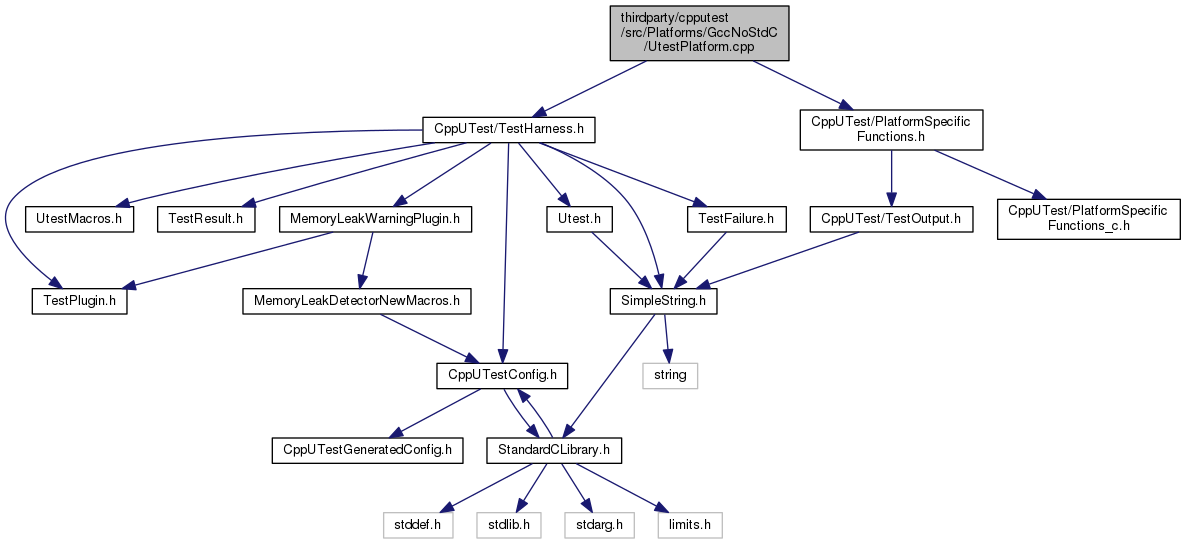 thirdparty/cpputest
/src/Platforms/GccNoStdC
/UtestPlatform.cpp
CppUTest/TestHarness.h
CppUTest/PlatformSpecific
Functions.h
UtestMacros.h
TestResult.h
MemoryLeakWarningPlugin.h
Utest.h
TestFailure.h
CppUTest/TestOutput.h
CppUTest/PlatformSpecific
Functions_c.h
TestPlugin.h
MemoryLeakDetectorNewMacros.h
SimpleString.h
CppUTestConfig.h
string
CppUTestGeneratedConfig.h
StandardCLibrary.h
stddef.h
stdlib.h
stdarg.h
limits.h